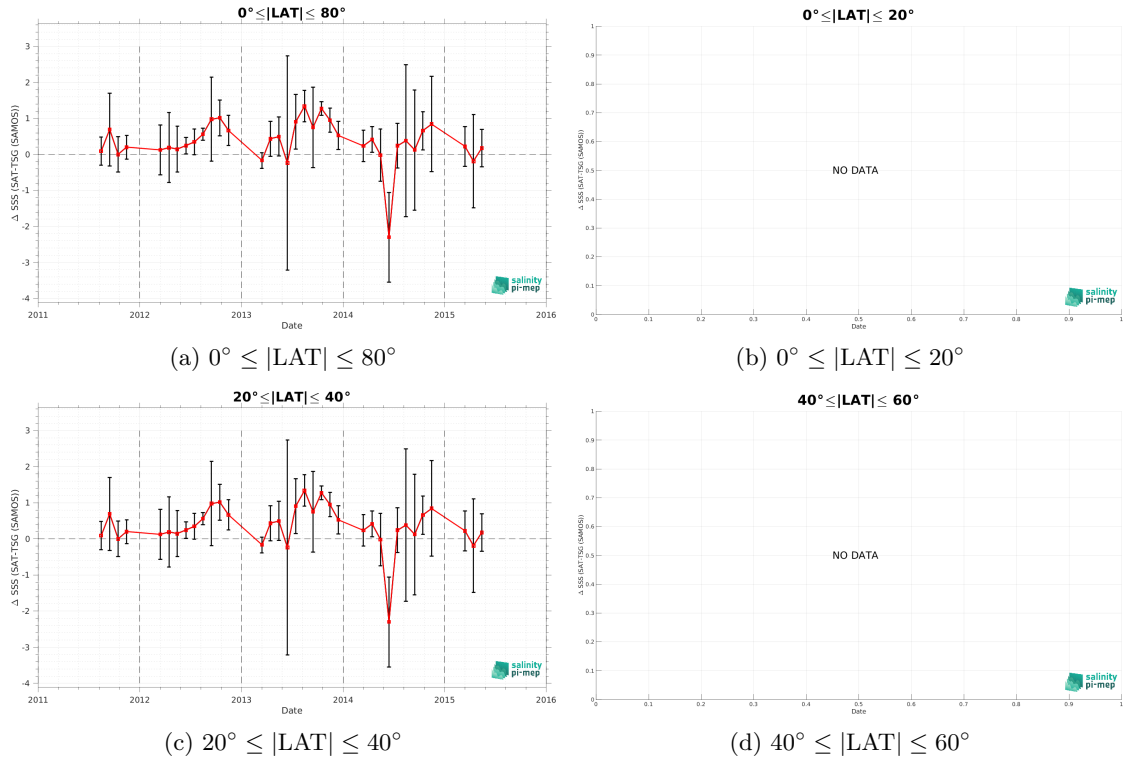 0°≤|LAT|≤ 80°
Δ SSS (SAT-TSG (SAMOS))
3
2
1
0
-1
-2
-3
-4
2011
2012
2013
2014
2015
2016
Date
salinity
pi-mep
(a) 0° ≤ |LAT| ≤ 80°
0°≤|LAT|≤ 20°
Δ SSS (SAT-TSG (SAMOS))
1
0.9
0.8
0.7
0.6
0.5
0.4
0.3
0.2
0.1
0
NO DATA
0
0.1
0.2
0.3
0.4
0.5
0.6
0.7
0.8
0.9
1
Date
salinity
pi-mep
(b) 0° ≤ |LAT| ≤ 20°
20°≤|LAT|≤ 40°
Δ SSS (SAT-TSG (SAMOS))
3
2
1
0
-1
-2
-3
-4
2011
2012
2013
2014
2015
2016
Date
salinity
pi-mep
(c) 20° ≤ |LAT| ≤ 40°
40°≤|LAT|≤ 60°
Δ SSS (SAT-TSG (SAMOS))
1
0.9
0.8
0.7
0.6
0.5
0.4
0.3
0.2
0.1
0
NO DATA
0
0.1
0.2
0.3
0.4
0.5
0.6
0.7
0.8
0.9
1
Date
salinity
pi-mep
(d) 40° ≤ |LAT| ≤ 60°